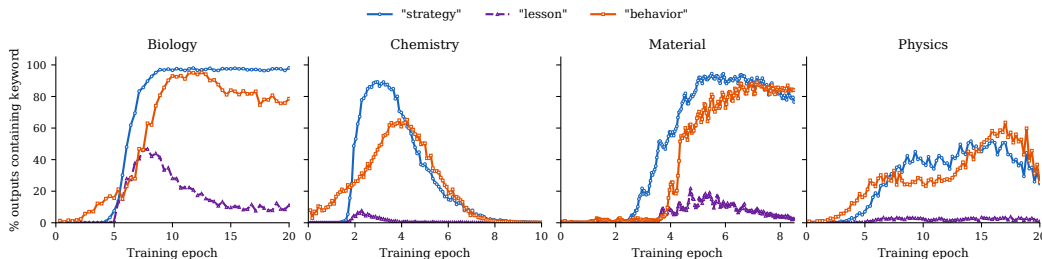 "strategy" "lesson" "behavior"
Biology Chemistry Material Physics
% outputs containing keyword
100
80
60
40
20
0
0 5 10 15 20 0 2 4 6 8 10 0 2 4 6 8 0 5 10 15 20
Training epoch Training epoch Training epoch Training epoch